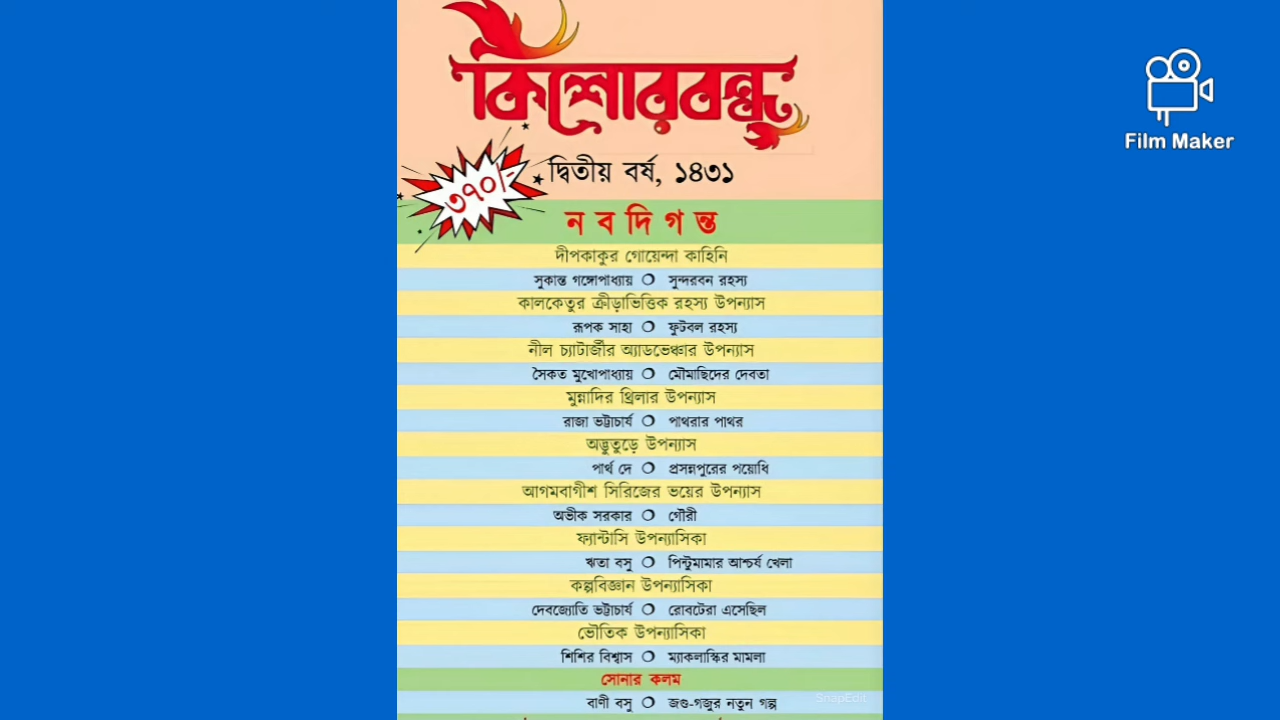 কিশোরবন্ধু
Film Maker
দ্বিতীয় বর্ষ, ১৪৩১
৩৭০/-
নবদিগন্ত
দীপকাকুর গোয়েন্দা কাহিনি
সুকান্ত গঙ্গোপাধ্যায় ❍ সুন্দরবন রহস্য
কালকেতুর ক্রীড়াভিত্তিক রহস্য উপন্যাস
রূপক সাহা ❍ ফুটবল রহস্য
নীল চ্যাটার্জীর অ্যাডভেঞ্চার উপন্যাস
সৈকত মুখোপাধ্যায় ❍ মৌমাছিদের দেবতা
মুন্নাদির থ্রিলার উপন্যাস
রাজা ভট্টাচার্য ❍ পাথরার পাথর
অদ্ভুতুড়ে উপন্যাস
পার্থ দে ❍ প্রসন্নপুরের পয়োধি
আগমবাগীশ সিরিজের ভয়ের উপন্যাস
অভীক সরকার ❍ গৌরী
ফ্যান্টাসি উপন্যাসিকা
ঋতা বসু ❍ পিন্টুমামার আশ্চর্য খেলা
কল্পবিজ্ঞান উপন্যাসিকা
দেবজ্যোতি ভট্টাচার্য ❍ রোবটেরা এসেছিল
ভৌতিক উপন্যাসিকা
শিশির বিশ্বাস ❍ ম্যাকলাস্কির মামলা
সোনার কলম
বাণী বসু ❍ জগু-গজুর নতুন গল্প
SnapEdit